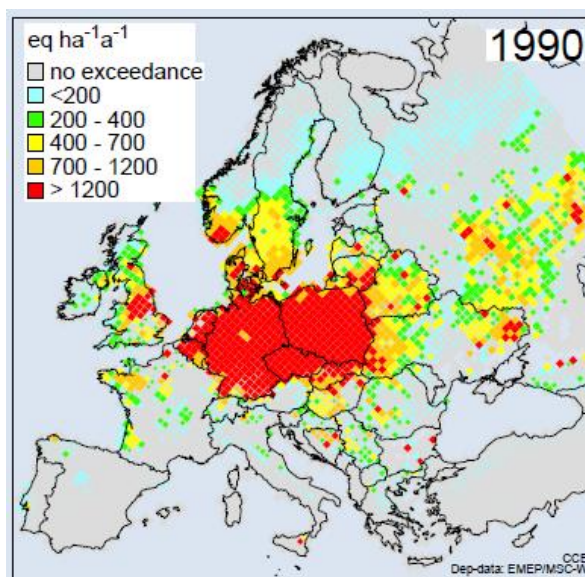 eq ha⁻¹a⁻¹
1990
no exceedance
<200
200 - 400
400 - 700
700 - 1200
> 1200
CCE
Dep-data: EMEP/MSC-W